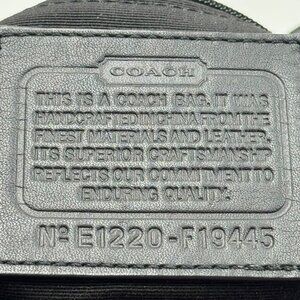 COACH
THIS IS A COACH BAG. IT WAS
HANDCRAFTED IN CHINA FROM THE
FINEST MATERIALS AND LEATHER.
ITS SUPERIOR CRAFTSMANSHIP
REFLECTS OUR COMMITMENT TO
ENDURING QUALITY.
Nº E1220-F19445